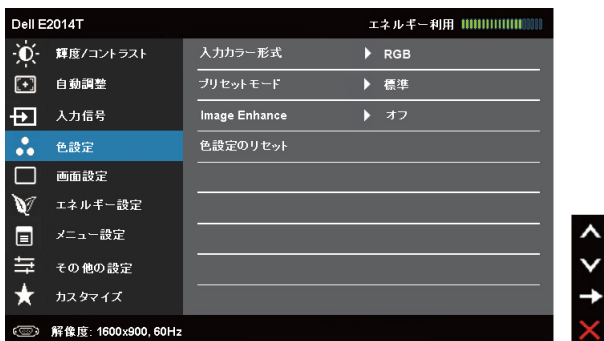 Dell E2014T
エネルギー利用
輝度/コントラスト
自動調整
入力信号
色設定
画面設定
エネルギー設定
メニュー設定
その他の設定
カスタマイズ
入力カラー形式 RGB
プリセットモード 標準
Image Enhance オフ
色設定のリセット
解像度: 1600x900, 60Hz